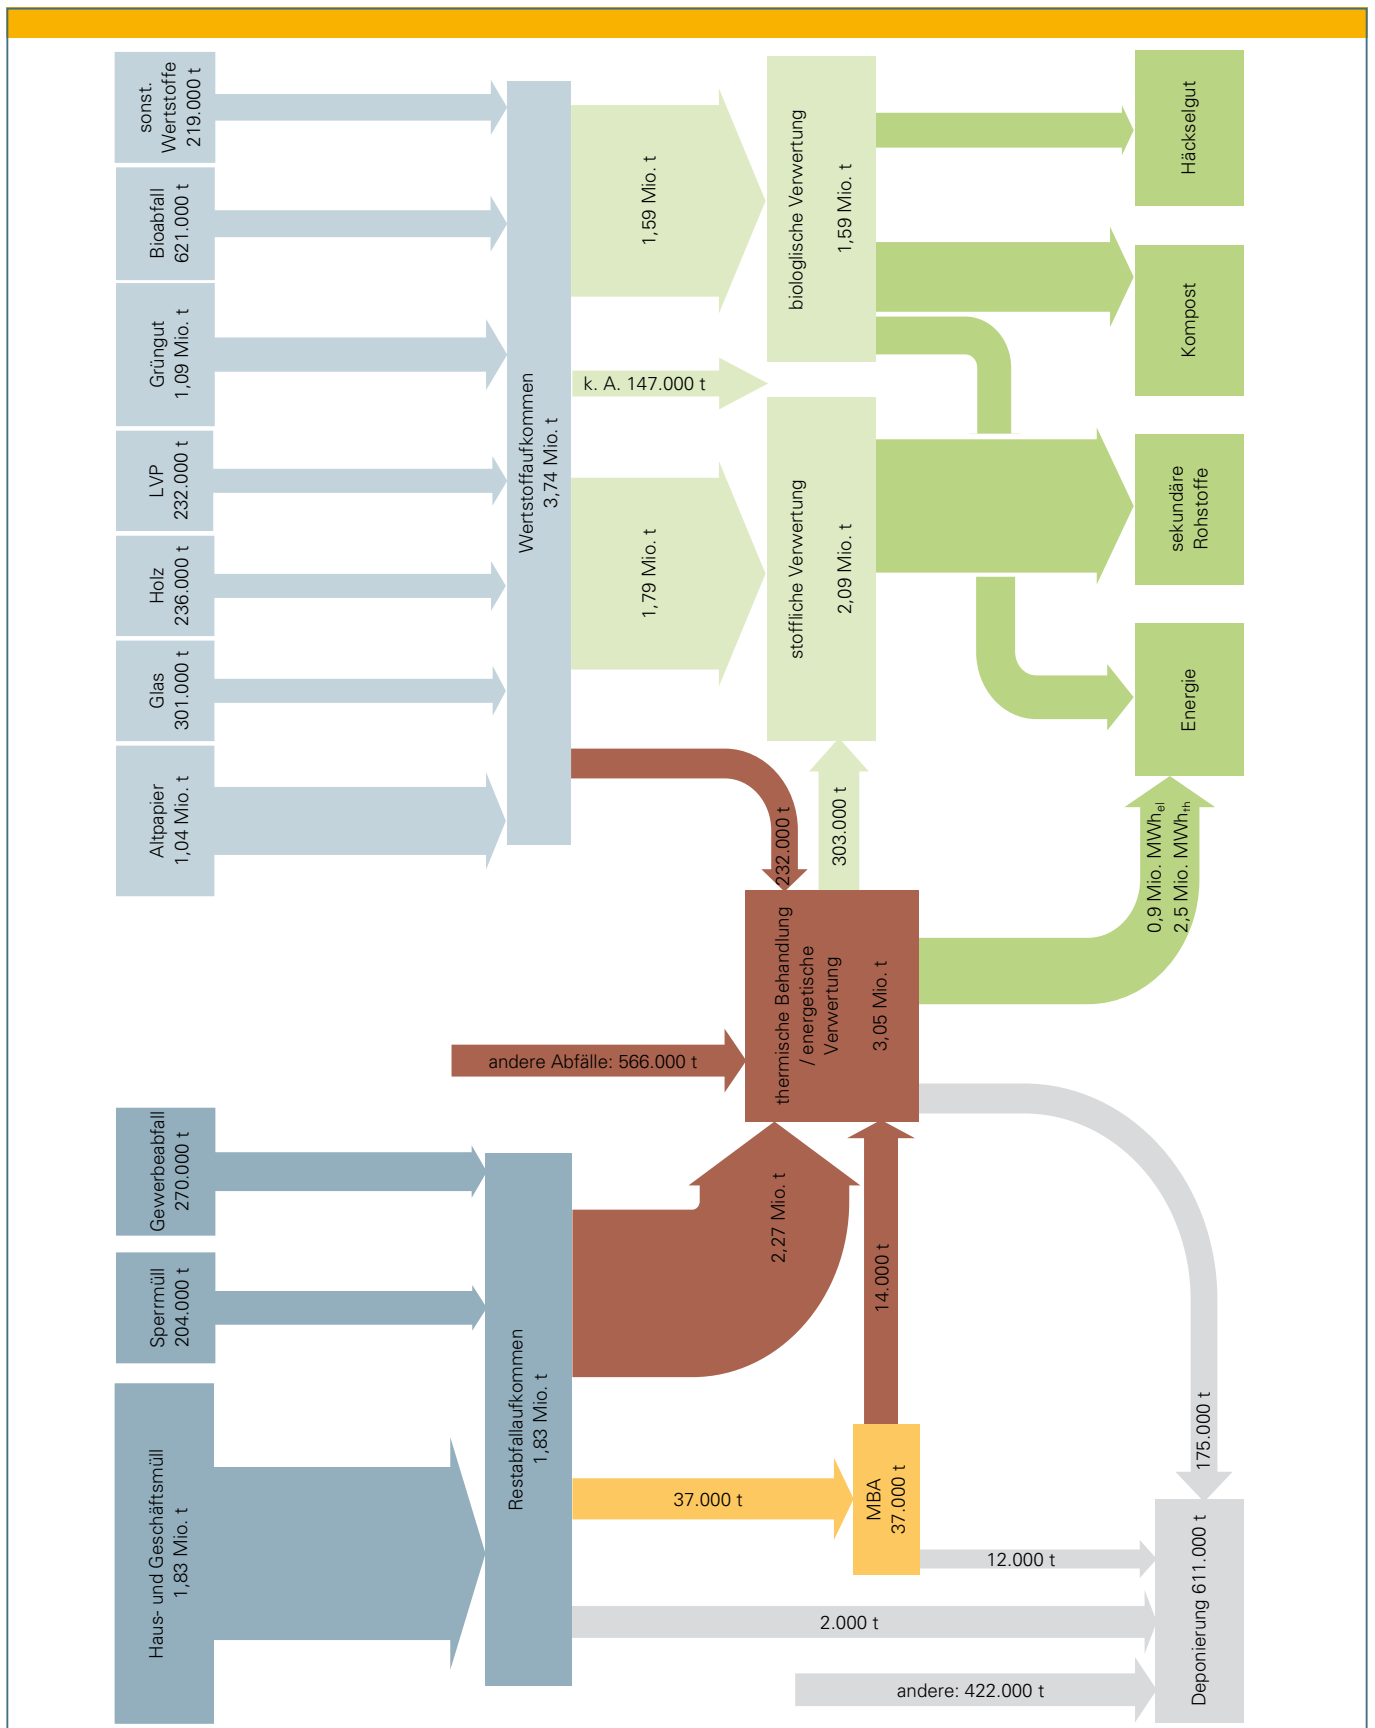 Haus- und Geschäftsmüll
1,83 Mio. t
Sperrmüll
204.000 t
Gewerbeabfall
270.000 t
Altpapier
1,04 Mio. t
Glas
301.000 t
Holz
236.000 t
LVP
232.000 t
Grüngut
1,09 Mio. t
Bioabfall
621.000 t
sonst.
Wertstoffe
219.000 t
Restabfallaufkommen
1,83 Mio. t
Wertstoffaufkommen
3,74 Mio. t
andere Abfälle: 566.000 t
2,27 Mio. t
37.000 t
2.000 t
andere: 422.000 t
232.000 t
1,79 Mio. t
k. A. 147.000 t
1,59 Mio. t
MBA
37.000 t
14.000 t
12.000 t
thermische Behandlung
/ energetische
Verwertung
3,05 Mio. t
303.000 t
stoffliche Verwertung
2,09 Mio. t
biologlische Verwertung
1,59 Mio. t
175.000 t
0,9 Mio. MWhel
2,5 Mio. MWhth
Deponierung 611.000 t
Energie
sekundäre
Rohstoffe
Kompost
Häckselgut